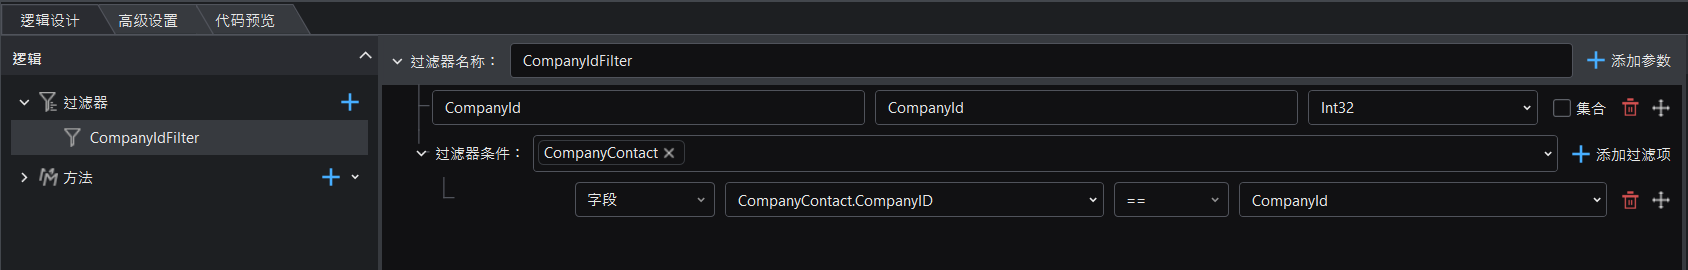 逻辑设计
高级设置
代码预览
逻辑
过滤器
CompanyIdFilter
方法
过滤器名称：
CompanyIdFilter
添加参数
CompanyId
CompanyId
Int32
集合
过滤器条件：
CompanyContact
添加过滤项
字段
CompanyContact.CompanyID
==
CompanyId